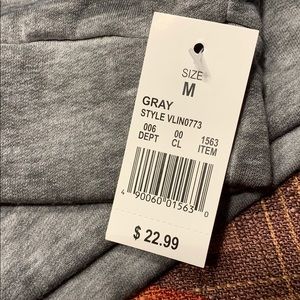 SIZE
M
GRAY
STYLE VLIN0773
006 00 1563
DEPT CL ITEM
4 90060 01563 0
$ 22.99